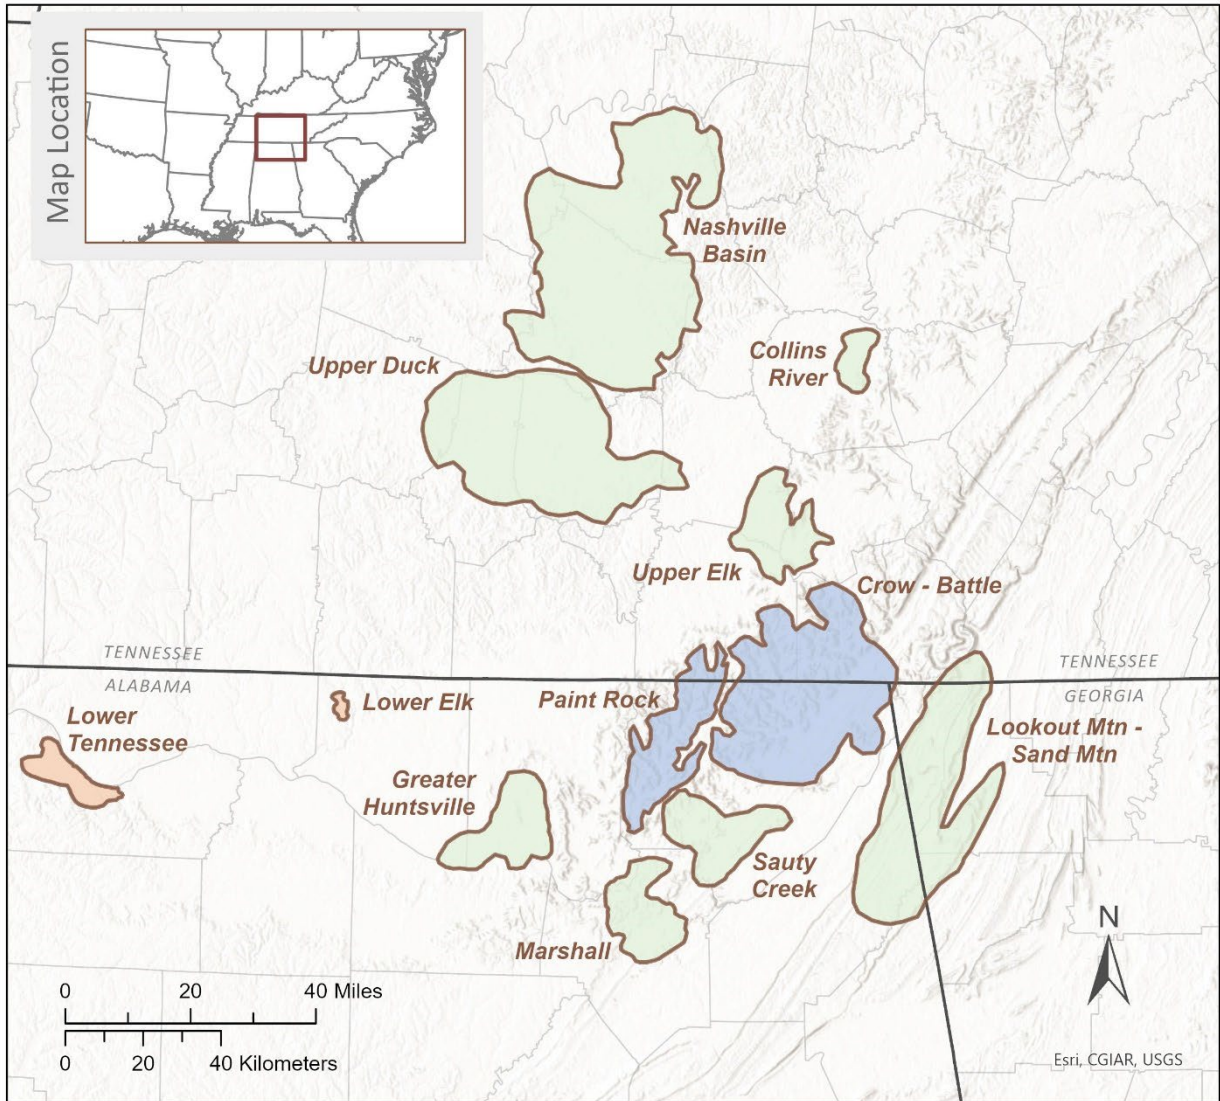 Map Location
Nashville
Basin
Collins
River
Upper Duck
Upper Elk
Crow - Battle
TENNESSEE
ALABAMA
TENNESSEE
GEORGIA
Paint Rock
Lower Elk
Lower
Tennessee
Lookout Mtn -
Sand Mtn
Greater
Huntsville
Sauty
Creek
Marshall
N
0 20 40 Miles
0 20 40 Kilometers
Esri, CGIAR, USGS